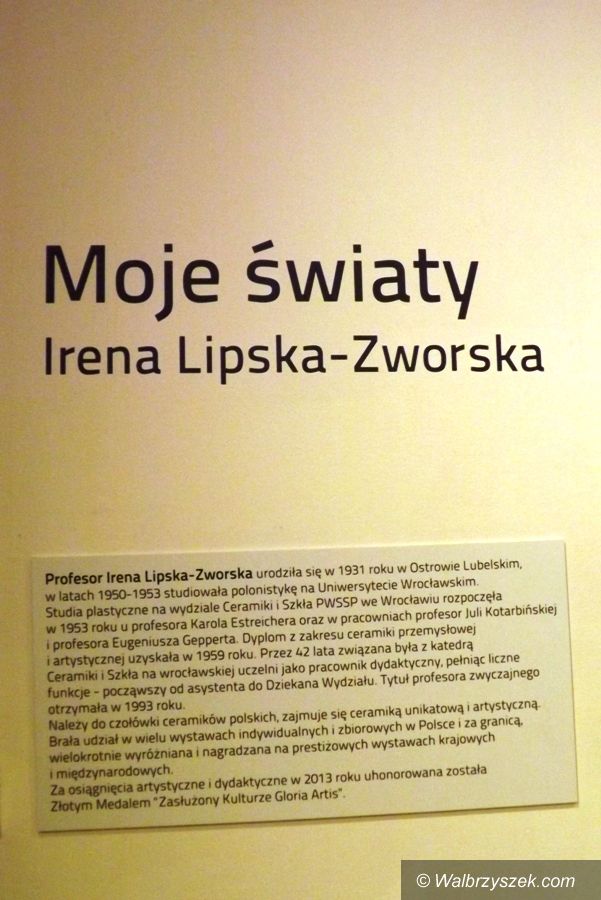 Moje światy
Irena Lipska-Zworska
Profesor Irena Lipska-Zworska urodziła się w 1931 roku w Ostrowie Lubelskim,
w latach 1950-1953 studiowała polonistykę na Uniwersytecie Wrocławskim.
Studia plastyczne na wydziale Ceramiki i Szkła PWSSP we Wrocławiu rozpoczęła
w 1953 roku u profesora Karola Estreichera oraz w pracowniach profesor Juli Kotarbińskiej
i profesora Eugeniusza Gepperta. Dyplom z zakresu ceramiki przemysłowej
i artystycznej uzyskała w 1959 roku. Przez 42 lata związana była z katedrą
Ceramiki i Szkła na wrocławskiej uczelni jako pracownik dydaktyczny, pełniąc liczne
funkcje - począwszy od asystenta do Dziekana Wydziału. Tytuł profesora zwyczajnego
otrzymała w 1993 roku.
Należy do czołówki ceramików polskich, zajmuje się ceramiką unikatową i artystyczną.
Brała udział w wielu wystawach indywidualnych i zbiorowych w Polsce i za granicą,
wielokrotnie wyróżniana i nagradzana na prestiżowych wystawach krajowych
i międzynarodowych.
Za osiągnięcia artystyczne i dydaktyczne w 2013 roku uhonorowana została
Złotym Medalem "Zasłużony Kulturze Gloria Artis".
© Walbrzyszek.com